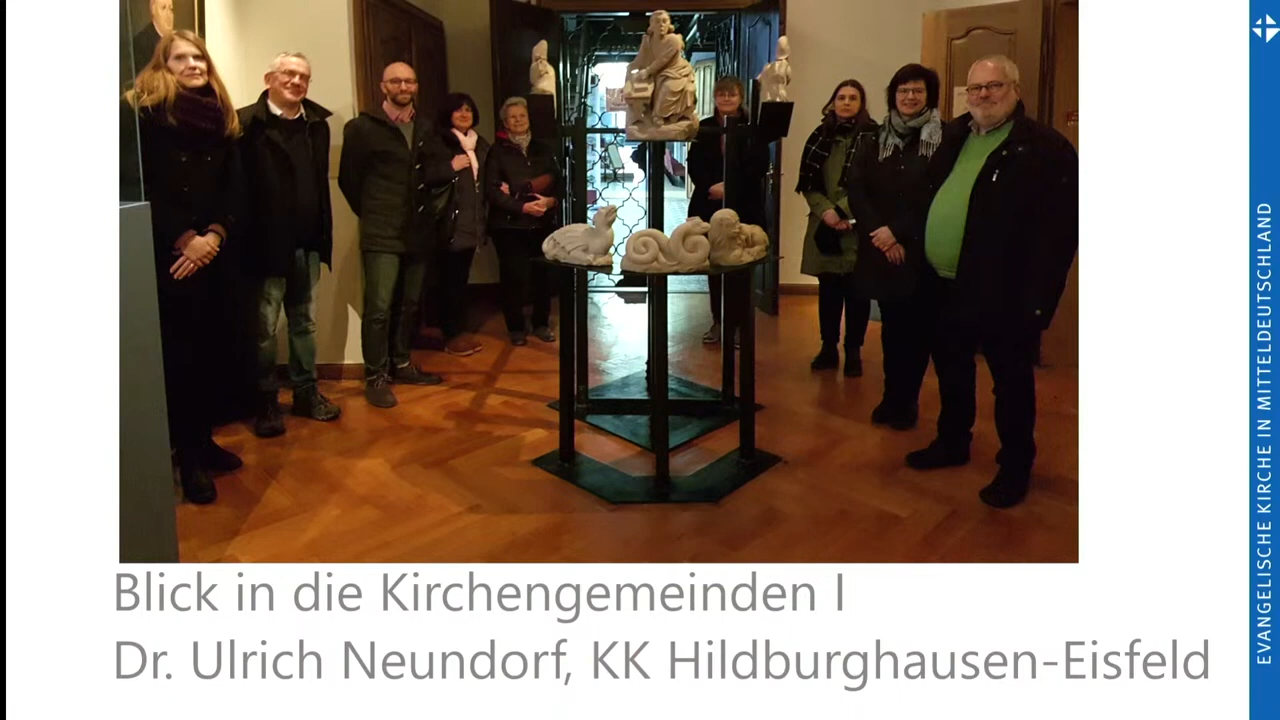 Blick in die Kirchengemeinden I
Dr. Ulrich Neundorf, KK Hildburghausen-Eisfeld
EVANGELISCHE KIRCHE IN MITTELDEUTSCHLAND